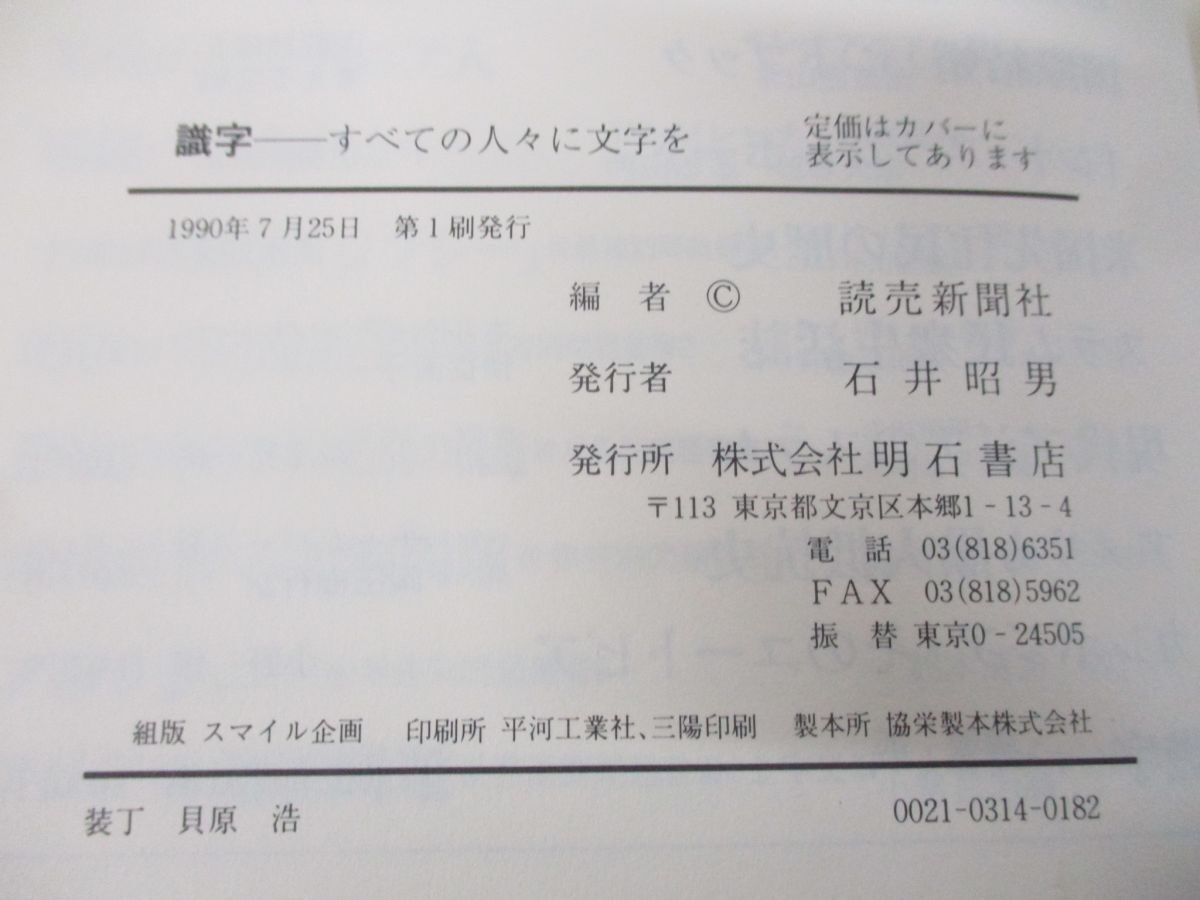 識字――すべての人々に文字を
定価はカバーに
表示してあります
1990年7月25日 第1刷発行
編 者 © 読売新聞社
発行者 石井昭男
発行所 株式会社明石書店
〒113 東京都文京区本郷1-13-4
電 話 03(818)6351
FAX 03(818)5962
振 替 東京0-24505
組版 スマイル企画 印刷所 平河工業社、三陽印刷 製本所 協栄製本株式会社
装丁 貝原 浩 0021-0314-0182